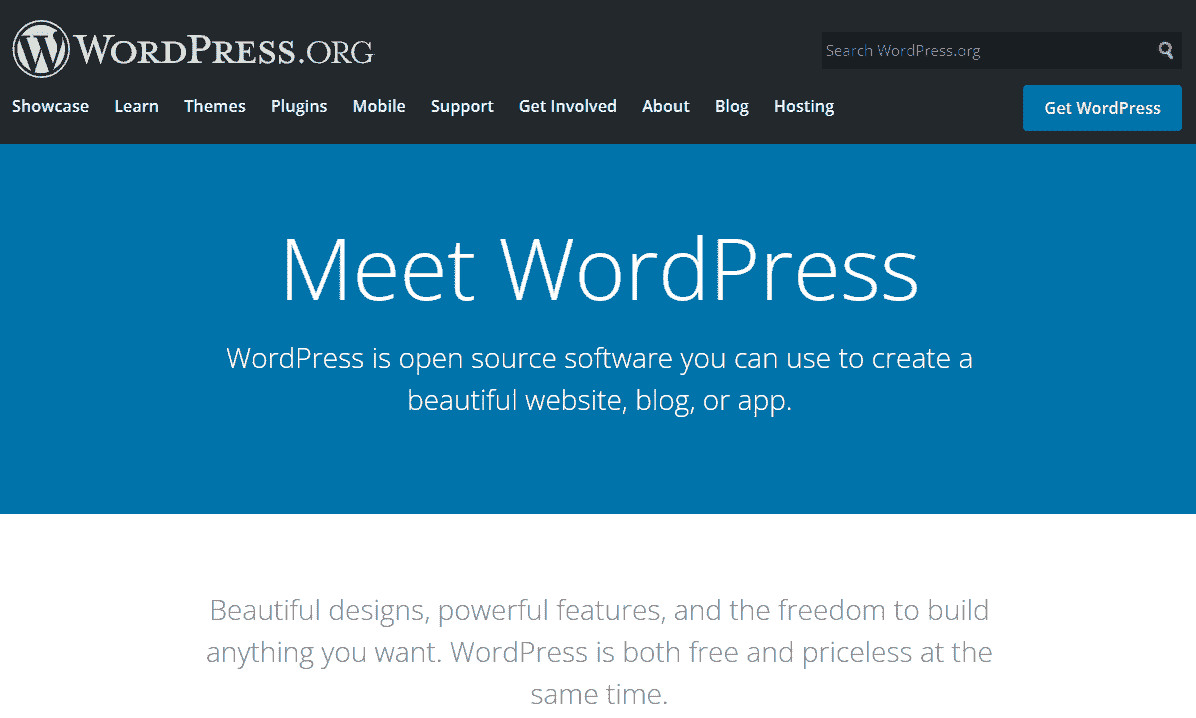 WORDPRESS.ORG
Search WordPress.org
Showcase Learn Themes Plugins Mobile Support Get Involved About Blog Hosting
Get WordPress
Meet WordPress
WordPress is open source software you can use to create a
beautiful website, blog, or app.
Beautiful designs, powerful features, and the freedom to build
anything you want. WordPress is both free and priceless at the
same time.